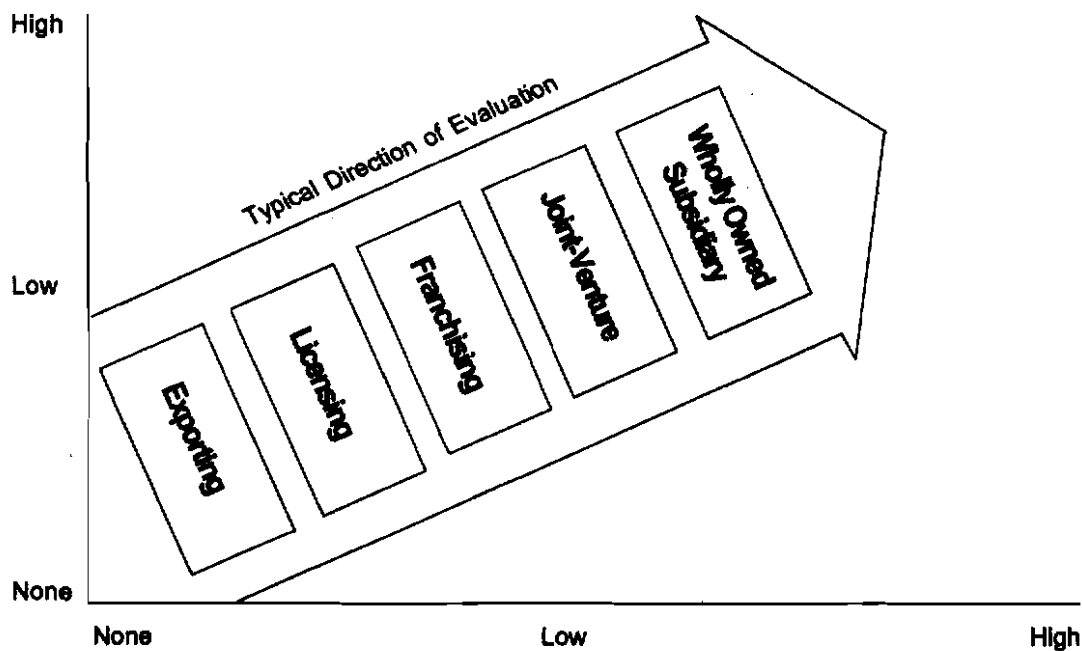 High
Typical Direction of Evaluation
Wholly Owned
Subsidiary
Joint-Venture
Franchising
Low
Licensing
Exporting
None
None Low High